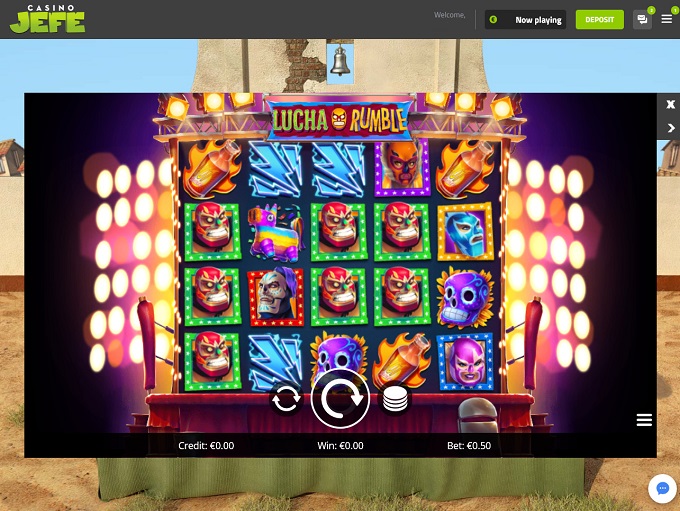 CASINO
JEFE
Welcome,
€ Now playing
DEPOSIT
LUCHA RUMBLE
Credit: €0.00 Win: €0.00 Bet: €0.50